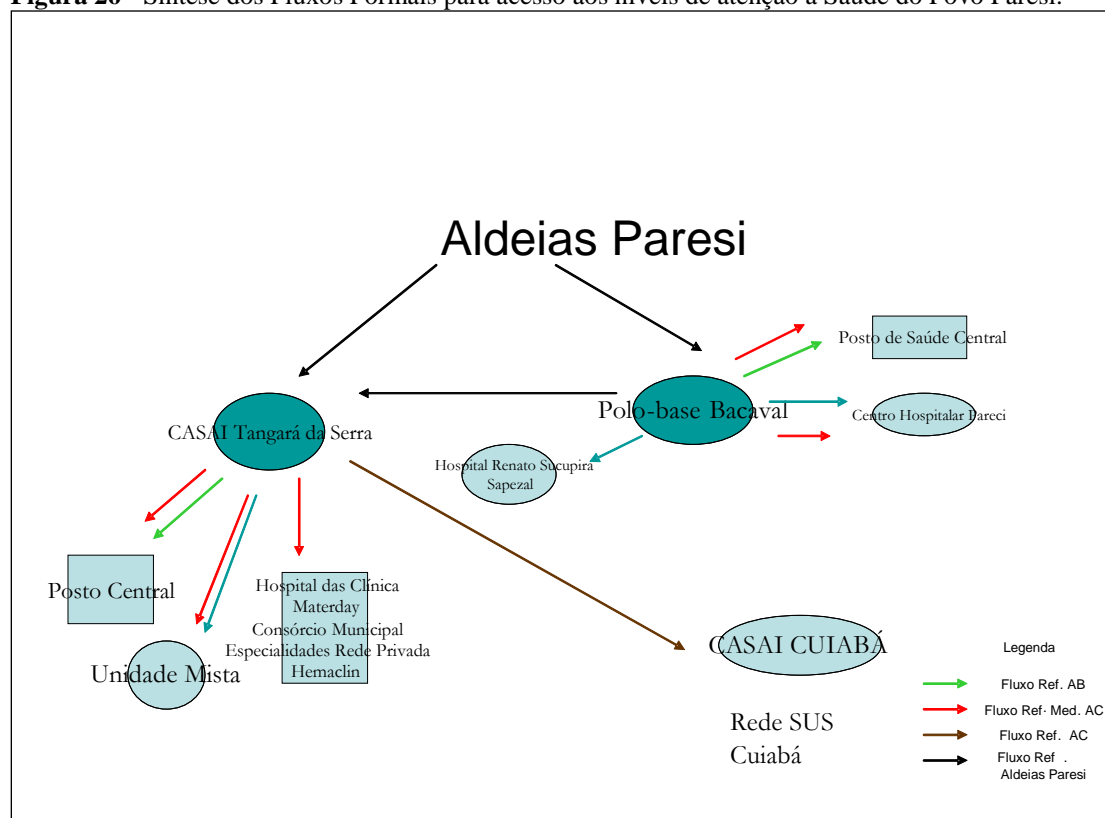 Figura 26 - Síntese dos Fluxos Formais para acesso aos níveis de atenção à Saúde do Povo Paresi.
Aldeias Paresi
Posto de Saúde Central
Polo-base Bacaval
Centro Hospitalar Pareci
CASAI Tangará da Serra
Hospital Renato Sucupira
Sapezal
Posto Central
Hospital das Clínica
Materday
Consórcio Municipal
Especialidades Rede Privada
Hemaclin
Unidade Mista
CASAI CUIABÁ
Rede SUS
Cuiabá
Legenda
Fluxo Ref. AB
Fluxo Ref. Med. AC
Fluxo Ref. AC
Fluxo Ref .
Aldeias Paresi